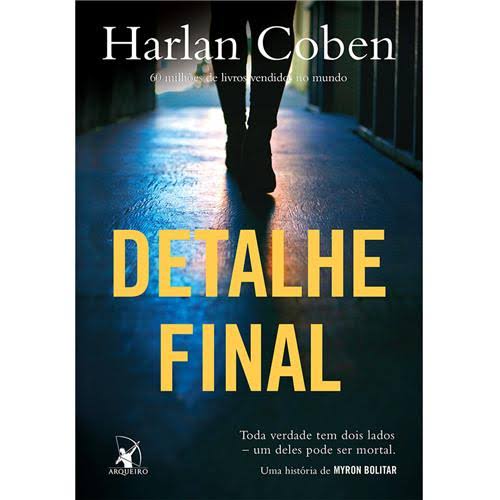 Harlan Coben
60 milhões de livros vendidos no mundo
DETALHE
FINAL
Toda verdade tem dois lados
– um deles pode ser mortal.
Uma história de MYRON BOLITAR
ARQUEIRO